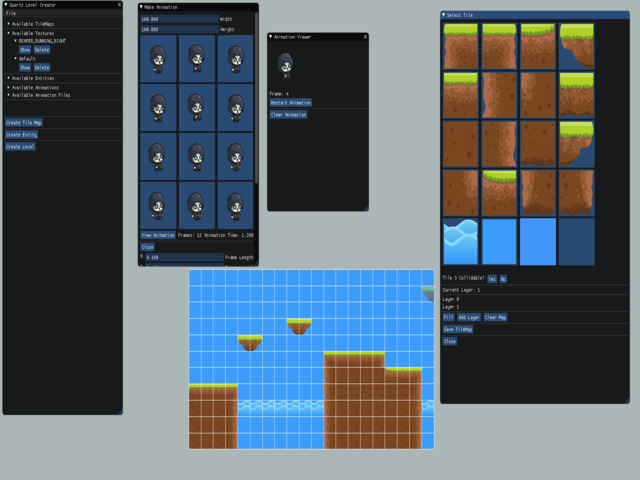 Quartz Level Creator
File
Available TileMaps
Available Textures
REAPER_RUNNING_RIGHT
Show Delete
default
Show Delete
Available Entities
Available Animations
Available Animation Files
Create Tile Map
Create Entity
Create Level
Make Animation X
100.000 Width
100.000 Height
View Animation Frames: 12 Animation Time: 1.200
Close
0.100 Frame Length
Animation Viewer X
Frame: 4
Restart Animation
Clear Animation
Select Tile
Tile Collidable? Yes No
Current Layer: 1
Layer 0
Layer 1
Fill Add Layer Clear Map
Save TileMap
Close